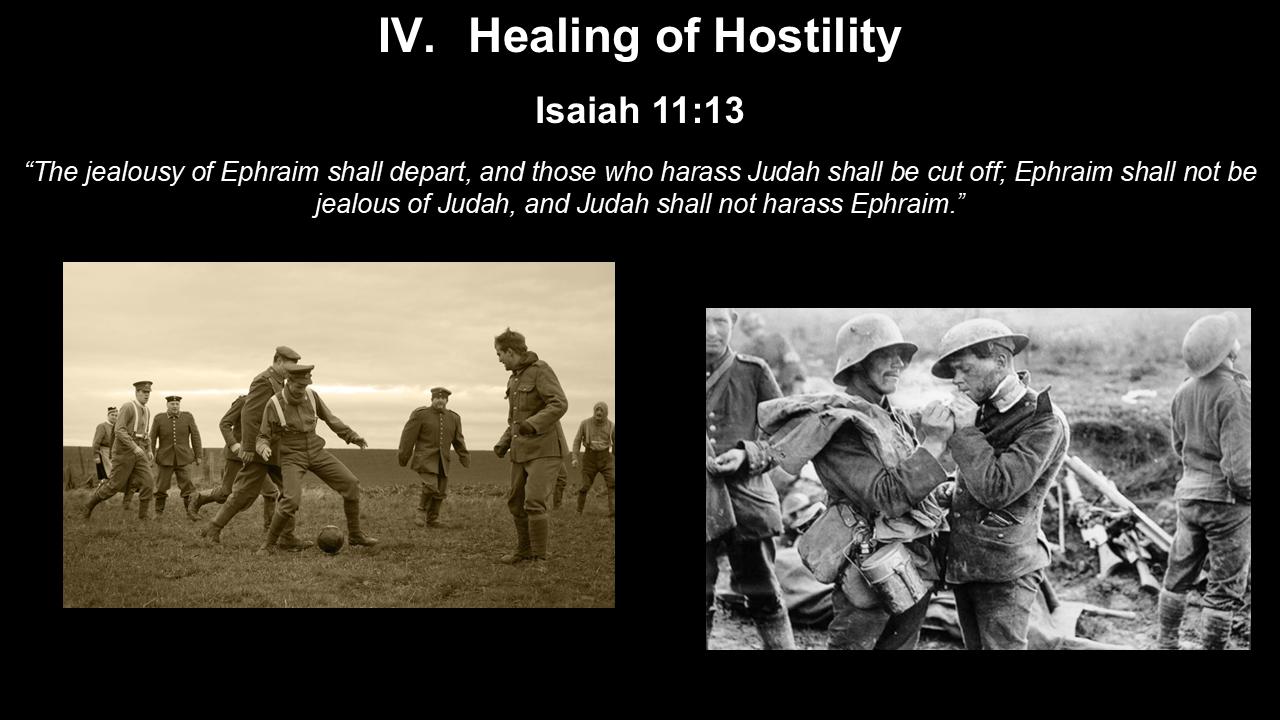 IV. Healing of Hostility
Isaiah 11:13
“The jealousy of Ephraim shall depart, and those who harass Judah shall be cut off; Ephraim shall not be
jealous of Judah, and Judah shall not harass Ephraim.”